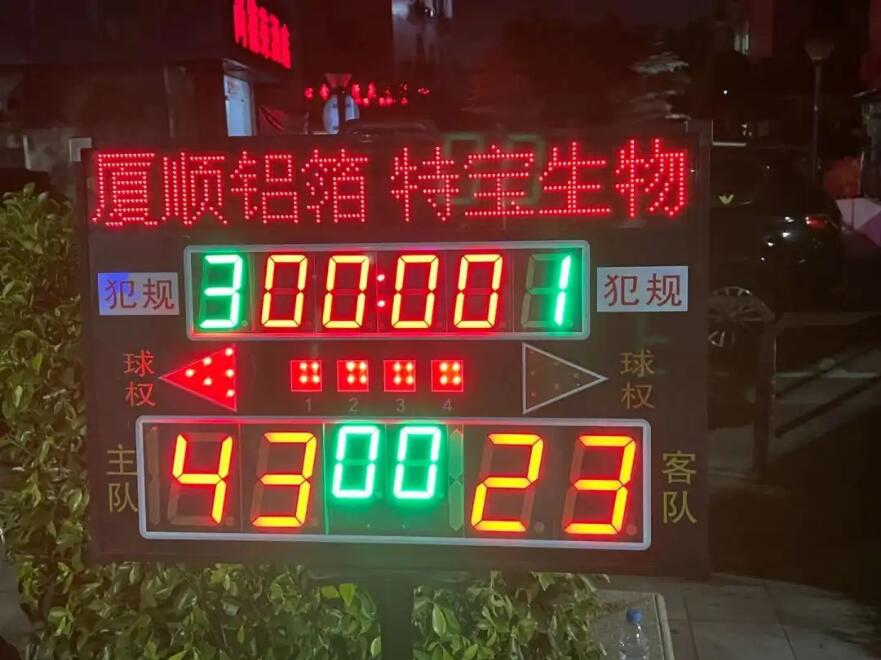 厦顺铝箔 特宝生物
犯规 3 00:00 1 犯规
球权 1 2 3 4 球权
主队 43 00 23 客队